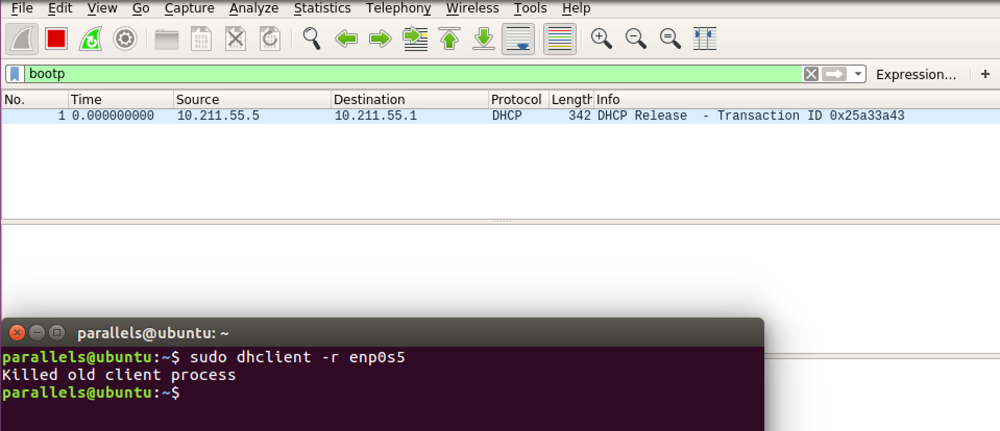 File Edit View Go Capture Analyze Statistics Telephony Wireless Tools Help
bootp Expression... +
No. Time Source Destination Protocol Length Info
1 0.000000000 10.211.55.5 10.211.55.1 DHCP 342 DHCP Release - Transaction ID 0x25a33a43
parallels@ubuntu: ~
parallels@ubuntu:~$ sudo dhclient -r enp0s5
Killed old client process
parallels@ubuntu:~$